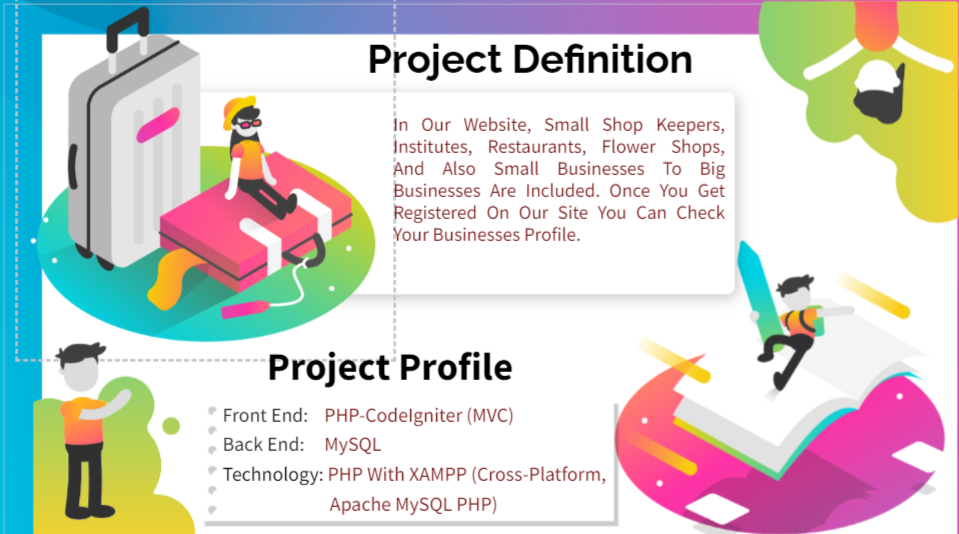 Project Definition
In Our Website, Small Shop Keepers,
Institutes, Restaurants, Flower Shops,
And Also Small Businesses To Big
Businesses Are Included. Once You Get
Registered On Our Site You Can Check
Your Businesses Profile.
Project Profile
Front End: PHP-CodeIgniter (MVC)
Back End: MySQL
Technology: PHP With XAMPP (Cross-Platform,
Apache MySQL PHP)